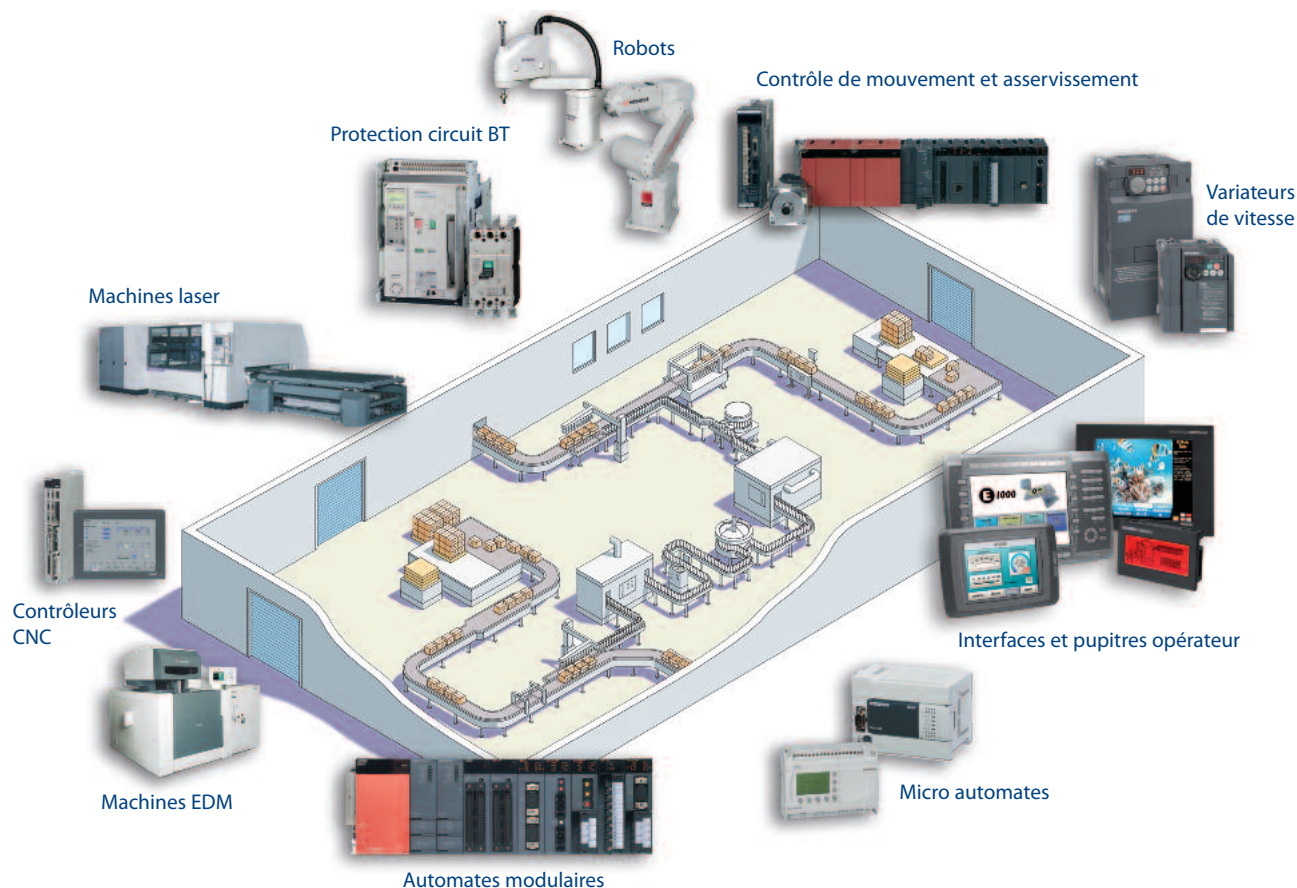 Robots
Contrôle de mouvement et asservissement
Protection circuit BT
Variateurs
de vitesse
Machines laser
E 1000
Contrôleurs
CNC
Interfaces et pupitres opérateur
Machines EDM
Micro automates
Automates modulaires